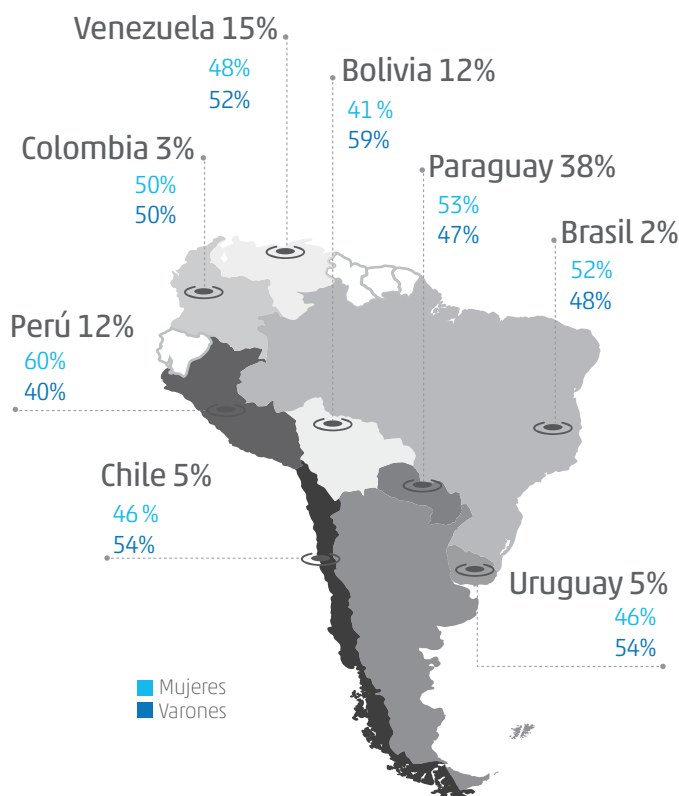 Venezuela 15%
48%
52%
Bolivia 12%
41%
59%
Colombia 3%
50%
50%
Paraguay 38%
53%
47%
Brasil 2%
52%
48%
Perú 12%
60%
40%
Chile 5%
46%
54%
Uruguay 5%
46%
54%
Mujeres
Varones